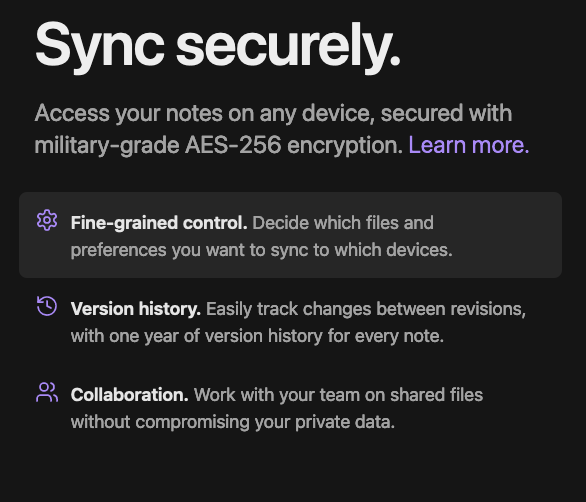 Sync securely.
Access your notes on any device, secured with
military-grade AES-256 encryption. Learn more.
Fine-grained control. Decide which files and
preferences you want to sync to which devices.
Version history. Easily track changes between revisions,
with one year of version history for every note.
Collaboration. Work with your team on shared files
without compromising your private data.